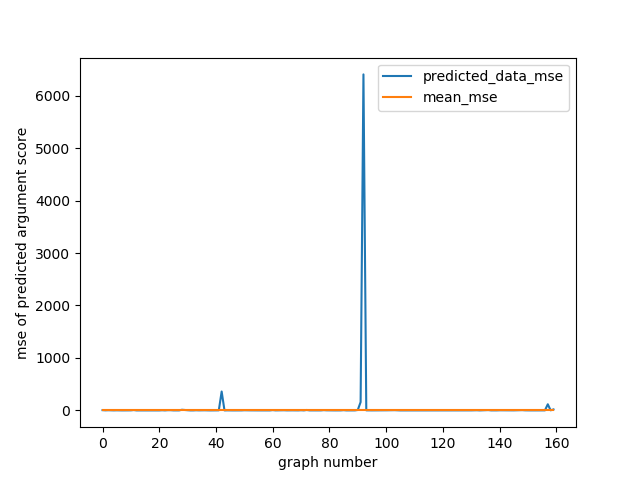 predicted_data_mse
mean_mse
mse of predicted argument score
6000
5000
4000
3000
2000
1000
0
0 20 40 60 80 100 120 140 160
graph number